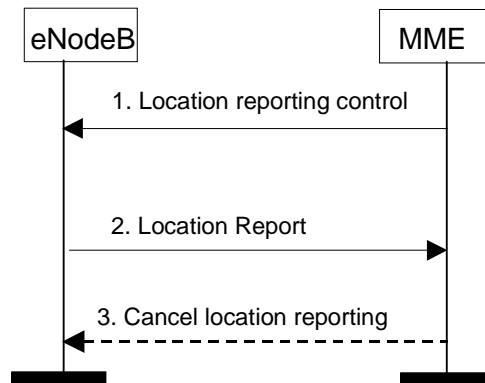 eNodeB
MME
1. Location reporting control
2. Location Report
3. Cancel location reporting